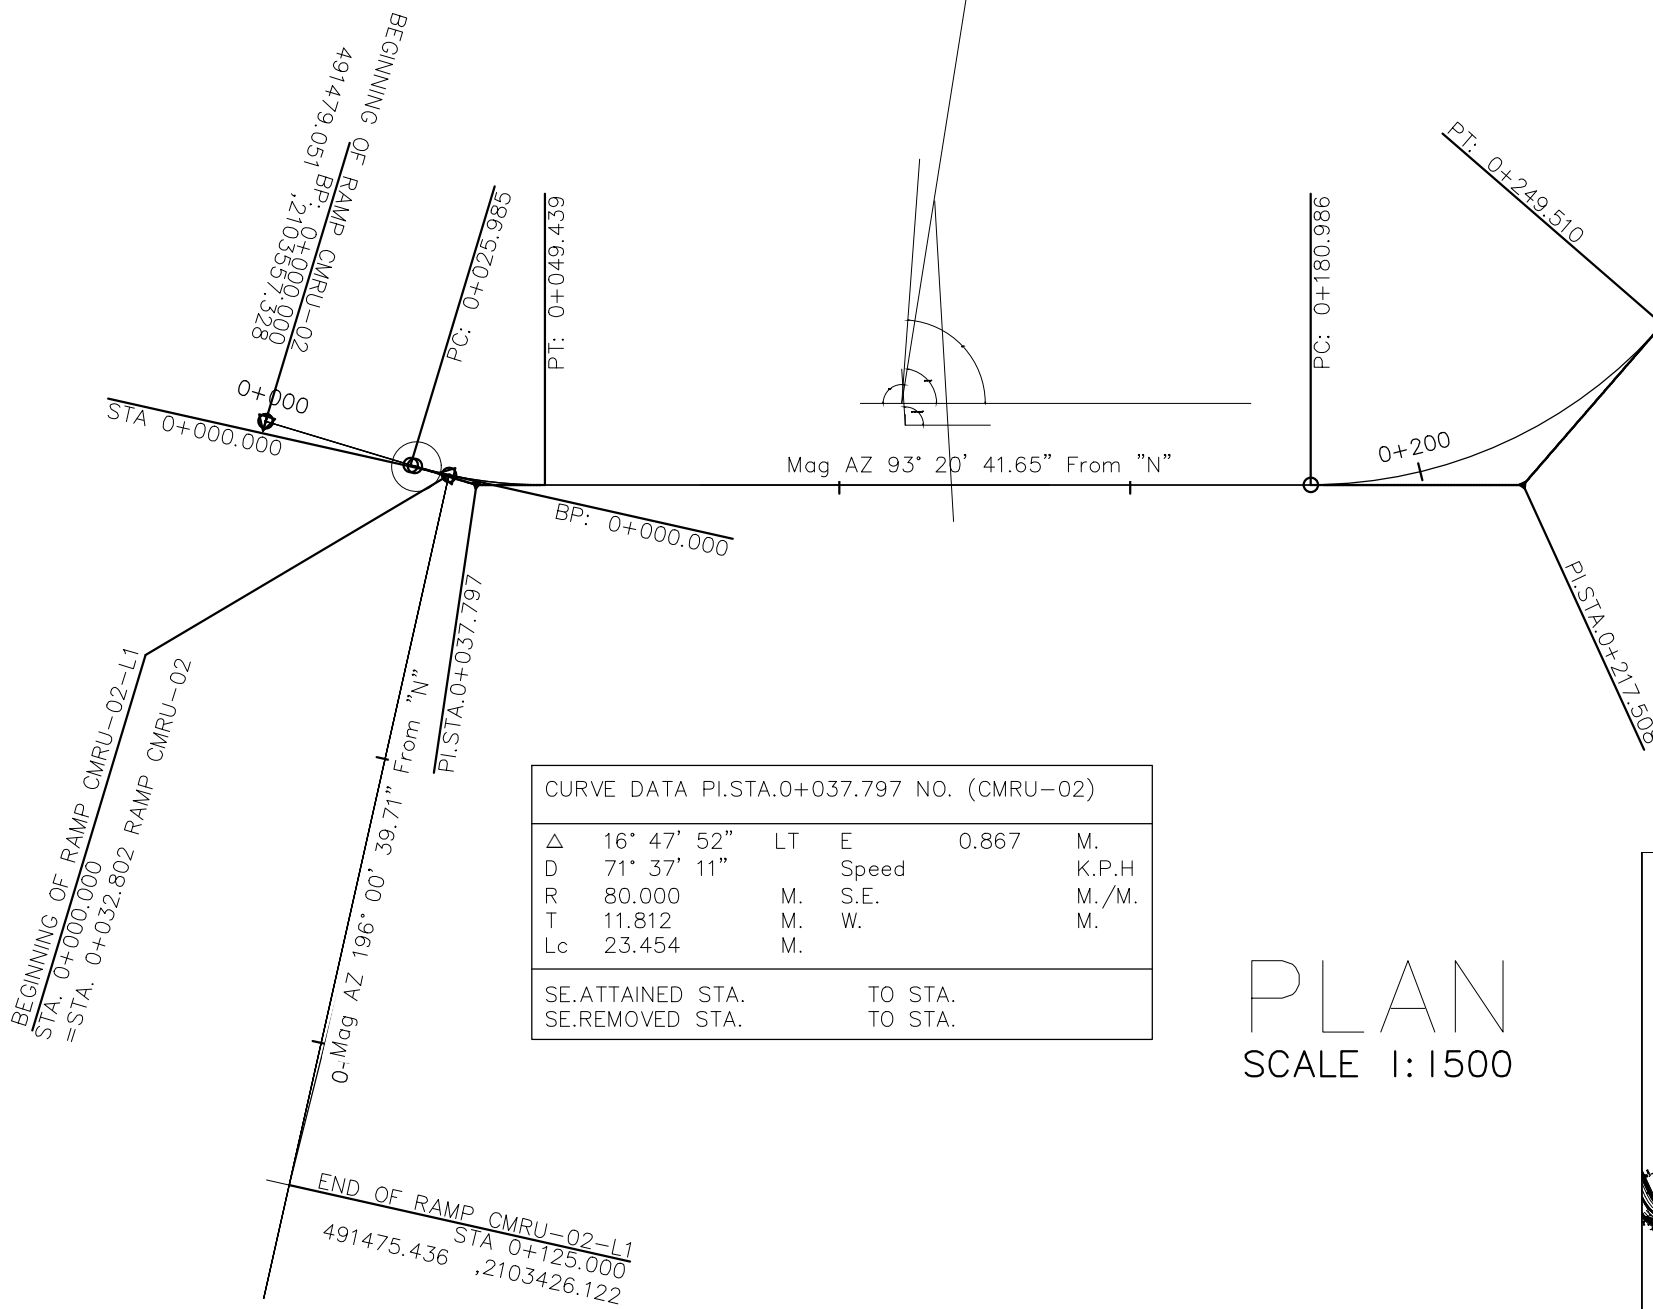 BEGINNING OF RAMP CMRU-02
BP: 0+000.000
491479.051 ,2103557.328
0+000
STA 0+000.000
PC: 0+025.985
PT: 0+049.439
BP: 0+000.000
PI.STA.0+037.797
Mag AZ 93° 20' 41.65" From "N"
PC: 0+180.986
0+200
PT: 0+249.510
PI.STA.0+217.508
BEGINNING OF RAMP CMRU-02-L1
STA. 0+000.000
=STA. 0+032.802 RAMP CMRU-02
Mag AZ 196° 00' 39.71" From "N"
CURVE DATA PI.STA.0+037.797 NO. (CMRU-02)
△ 16° 47' 52" LT E 0.867 M.
D 71° 37' 11" Speed K.P.H
R 80.000 M. S.E. M./M.
T 11.812 M. W. M.
Lc 23.454 M.
SE.ATTAINED STA. TO STA.
SE.REMOVED STA. TO STA.
PLAN
SCALE 1:1500
END OF RAMP CMRU-02-L1
STA 0+125.000
491475.436 ,2103426.122